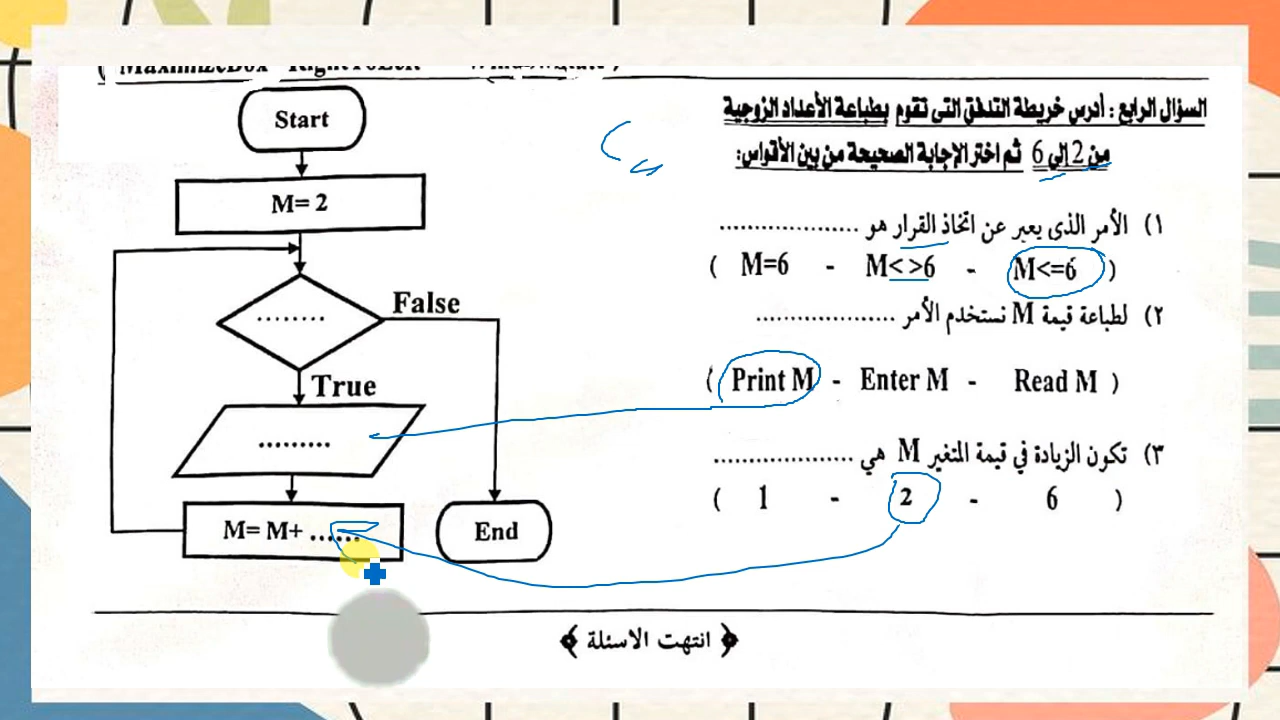 السؤال الرابع : أدرس خريطة التدفق التى تقوم بطباعة الأعداد الزوجية
من 2 إلى 6 ثم اختر الإجابة الصحيحة من بين الأقواس:
١) الأمر الذى يعبر عن اتخاذ القرار هو ....................
( M=6 - M< >6 - M<=6 )
٢) لطباعة قيمة M نستخدم الأمر ....................
( Print M - Enter M - Read M )
٣) تكون الزيادة في قيمة المتغير M هي ....................
( 1 - 2 - 6 )
Start
M= 2
........
False
True
.........
M= M+ ......
End
انتهت الاسئلة